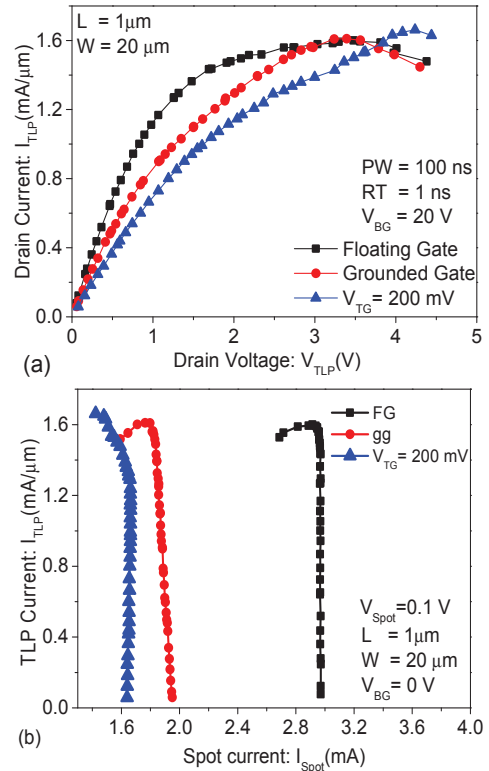 L = 1μm
W = 20 μm
PW = 100 ns
RT = 1 ns
V_BG = 20 V
Floating Gate
Grounded Gate
V_TG = 200 mV
Drain Current: I_TLP(mA/μm)
1.6
1.2
0.8
0.4
0.0
0 1 2 3 4 5
Drain Voltage: V_TLP(V)
(a)
FG
gg
V_TG = 200 mV
V_Spot=0.1 V
L = 1μm
W = 20 μm
V_BG= 0 V
TLP Current: I_TLP(mA/μm)
1.6
1.2
0.8
0.4
0.0
1.6 2.0 2.4 2.8 3.2 3.6 4.0
Spot current: I_Spot(mA)
(b)